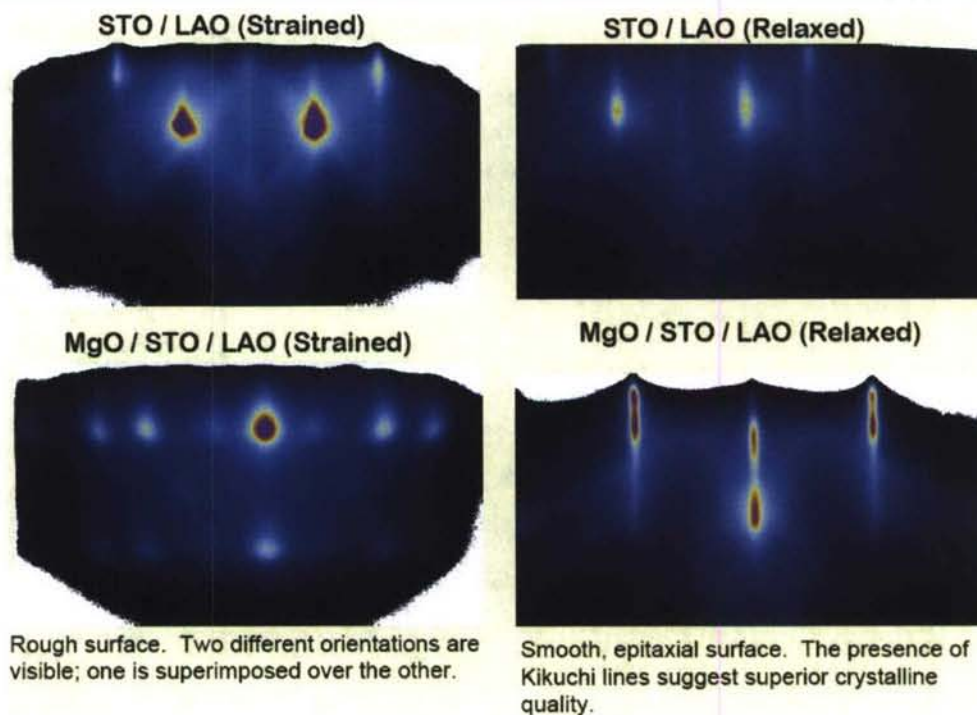 STO / LAO (Strained)
STO / LAO (Relaxed)
MgO / STO / LAO (Strained)
MgO / STO / LAO (Relaxed)
Rough surface.  Two different orientations are
visible; one is superimposed over the other.
Smooth, epitaxial surface.  The presence of
Kikuchi lines suggest superior crystalline
quality.